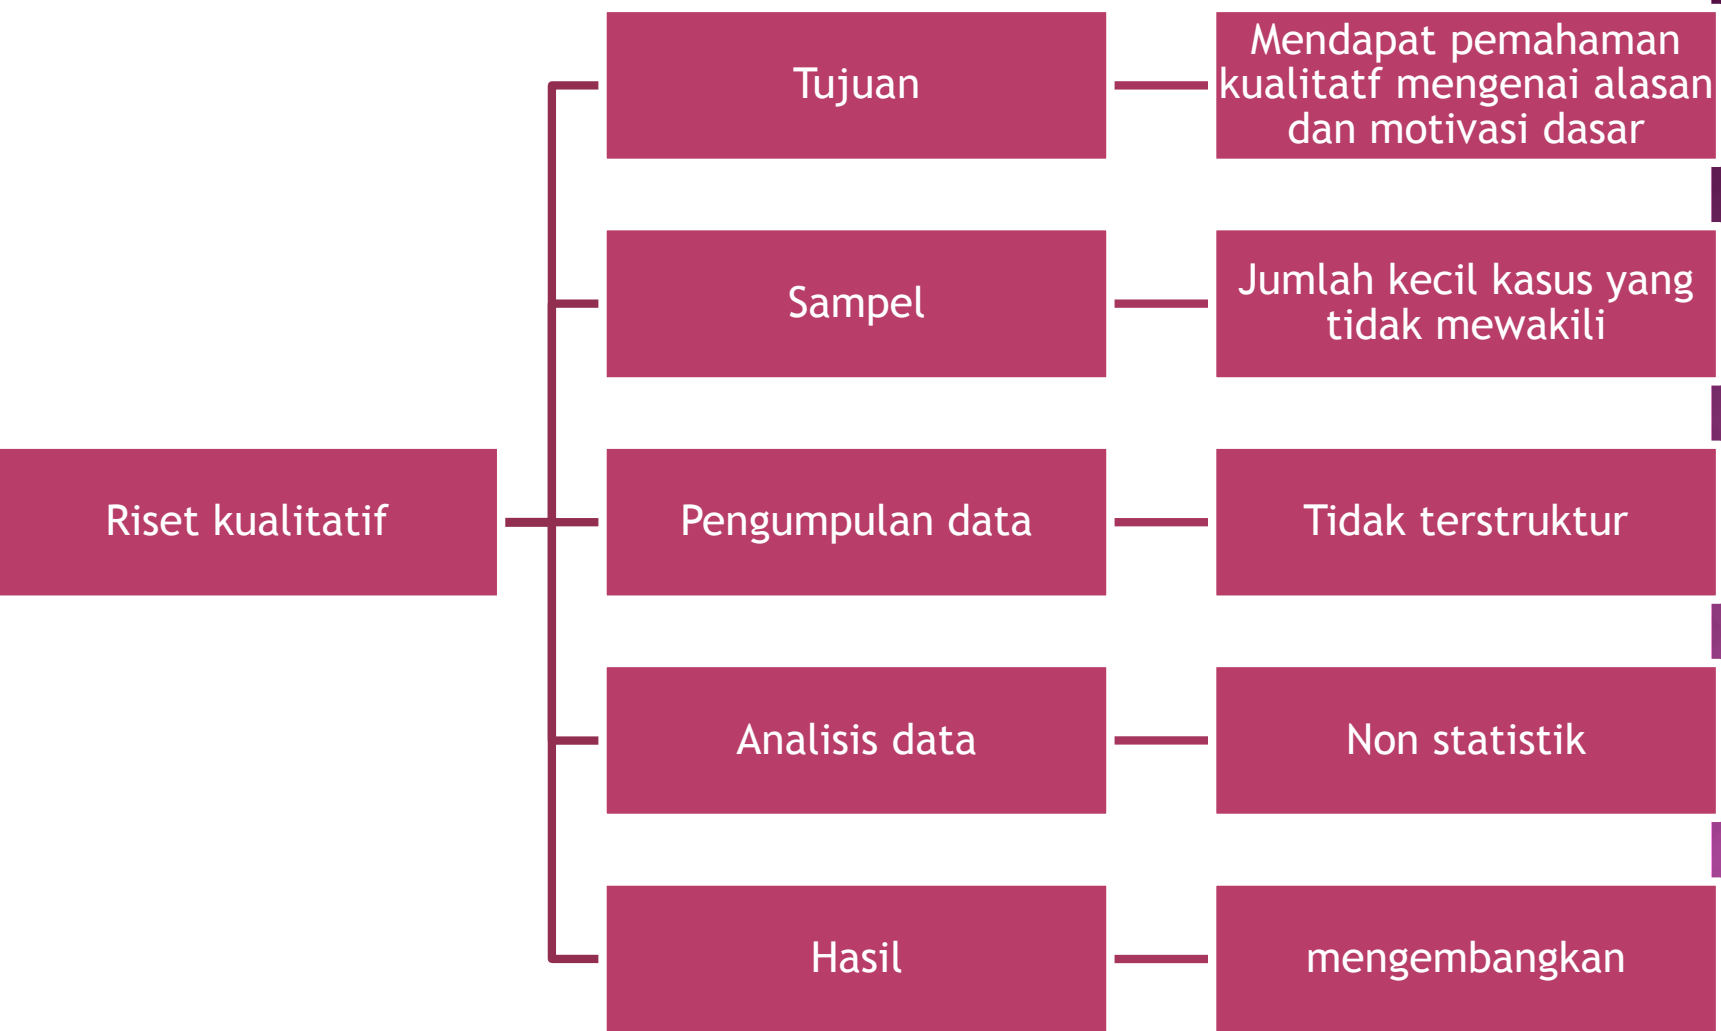 Tujuan
Mendapat pemahaman
kualitatf mengenai alasan
dan motivasi dasar
Sampel
Jumlah kecil kasus yang
tidak mewakili
Riset kualitatif
Pengumpulan data
Tidak terstruktur
Analisis data
Non statistik
Hasil
mengembangkan